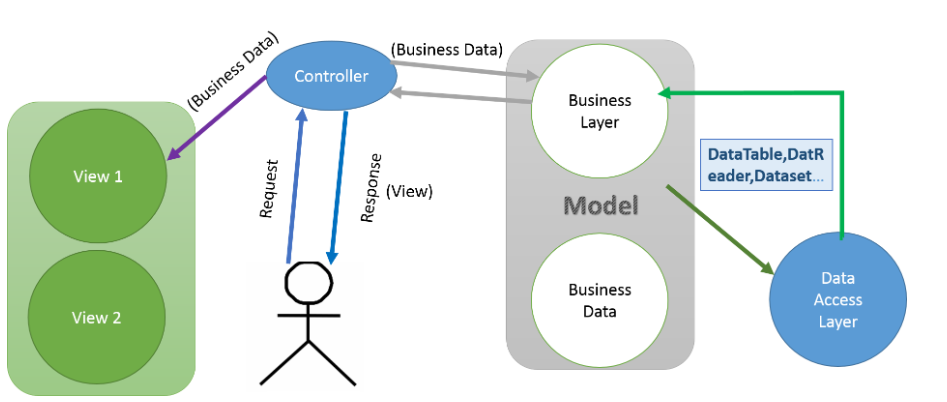 (Business Data)
Controller
(Business Data)
View 1
View 2
Request
Response
(View)
Business
Layer
Model
Business
Data
DataTable,DatR
eader,Dataset...
Data
Access
Layer